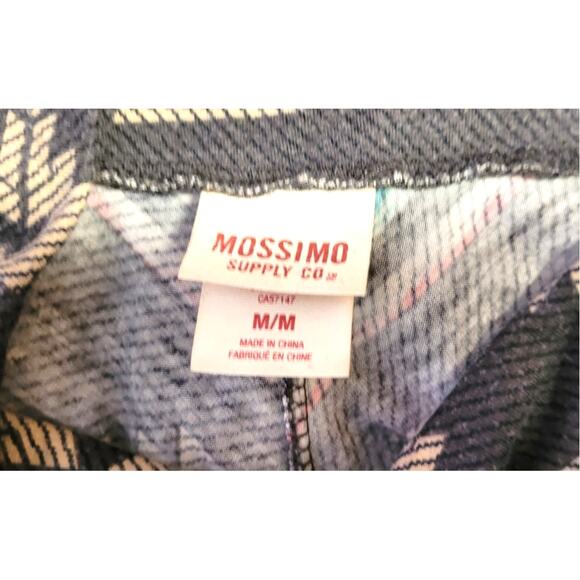 MOSSIMO
SUPPLY CO
CA57147
M/M
MADE IN CHINA
FABRIQUÉ EN CHINE